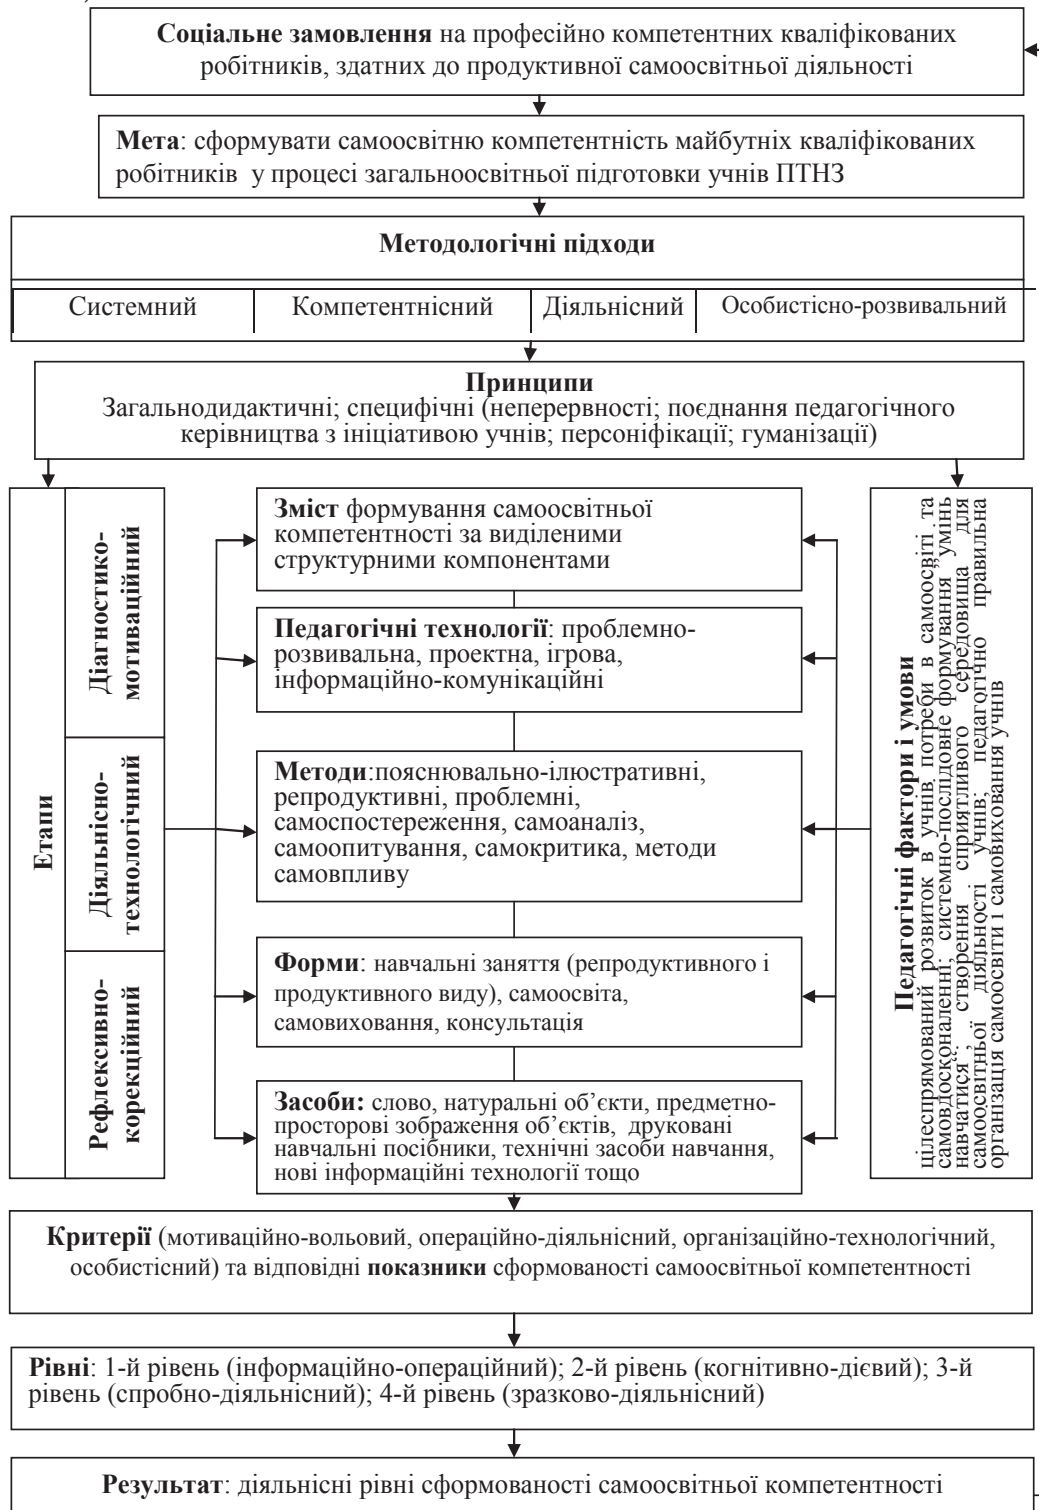 Соціальне замовлення на професійно компетентних кваліфікованих
робітників, здатних до продуктивної самоосвітньої діяльності
Мета: сформувати самоосвітню компетентність майбутніх кваліфікованих
робітників у процесі загальноосвітньої підготовки учнів ПТНЗ
Методологічні підходи
Системний
Компетентнісний
Діяльнісний
Особистісно-розвивальний
Принципи
Загальнодидактичні; специфічні (неперервності; поєднання педагогічного
керівництва з ініціативою учнів; персоніфікації; гуманізації)
Етапи
Діагностико-
мотиваційний
Діяльнісно-
технологічний
Рефлексивно-
корекційний
Зміст формування самоосвітньої
компетентності за виділеними
структурними компонентами
Педагогічні технології: проблемно-
розвивальна, проектна, ігрова,
інформаційно-комунікаційні
Методи:пояснювально-ілюстративні,
репродуктивні, проблемні,
самоспостереження, самоаналіз,
самоопитування, самокритика, методи
самовпливу
Форми: навчальні заняття (репродуктивного і
продуктивного виду), самоосвіта,
самовиховання, консультація
Засоби: слово, натуральні об’єкти, предметно-
просторові зображення об’єктів, друковані
навчальні посібники, технічні засоби навчання,
нові інформаційні технології тощо
Педагогічні фактори і умови
цілеспрямований розвиток в учнів потреби в самоосвіті та
самовдосконаленні; системно-послідовне формування умінь
навчатися“, створення сприятливого середовища для
самоосвітньої діяльності учнів; педагогічно правильна
організація самоосвіти і самовиховання учнів
Критерії (мотиваційно-вольовий, операційно-діяльнісний, організаційно-технологічний,
особистісний) та відповідні показники сформованості самоосвітньої компетентності
Рівні: 1-й рівень (інформаційно-операційний); 2-й рівень (когнітивно-дієвий); 3-й
рівень (спробно-діяльнісний); 4-й рівень (зразково-діяльнісний)
Результат: діяльнісні рівні сформованості самоосвітньої компетентності